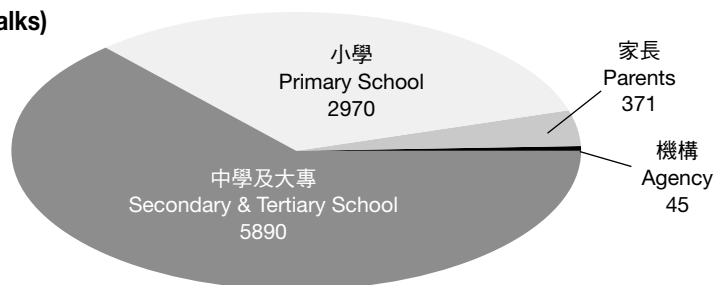 alks)
小學
Primary School
2970
家長
Parents
371
機構
Agency
45
中學及大專
Secondary & Tertiary School
5890